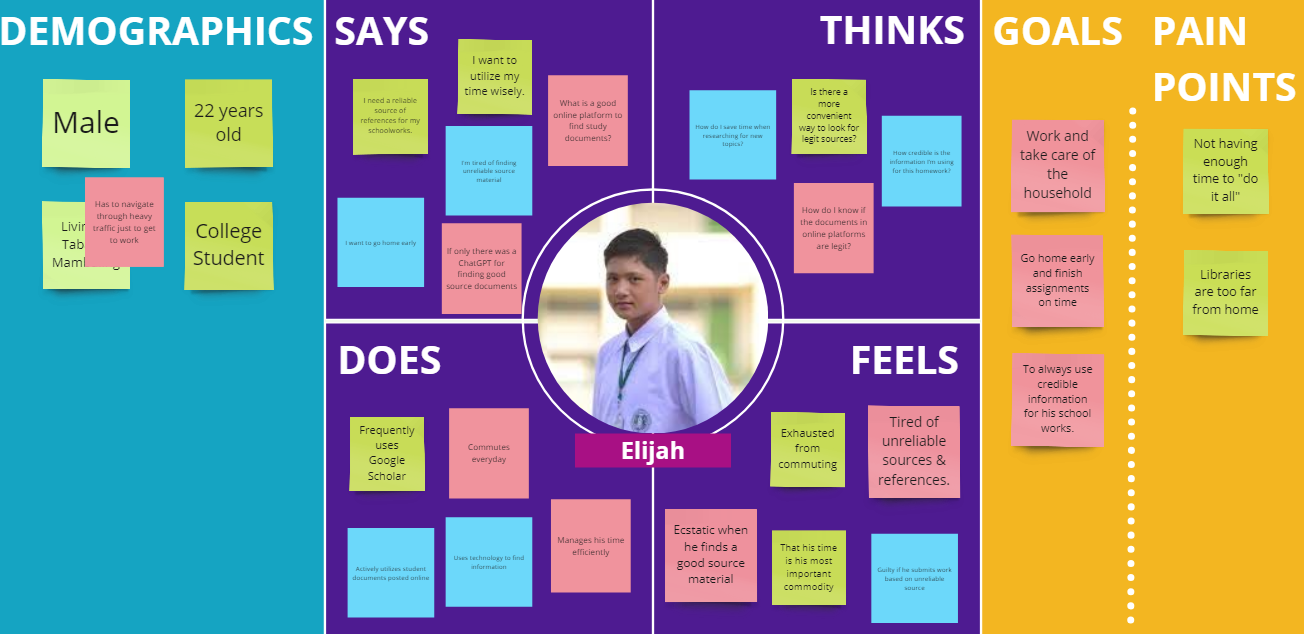 DEMOGRAPHICS
Male
22 years
old
Has to navigate
through heavy
traffic just to get
to work
College
Student
SAYS
I need a reliable
source of
references for my
schoolworks.
I want to
utilize my
time wisely.
What is a good
online platform to
find study
documents?
I'm tired of finding
unreliable source
material
I want to go home early
If only there was a
ChatGPT for
finding good
source documents
THINKS
How do I save time when
researching for new
topics?
Is there a
more
convenient
way to look for
legit sources?
How credible is the
information I'm using
for this homework?
How do I know if
the documents in
online platforms
are legit?
Elijah
DOES
Frequently
uses
Google
Scholar
Commutes
everyday
Actively utilizes student
documents posted online
Uses technology to find
information
Manages his time
efficiently
FEELS
Exhausted
from
commuting
Tired of
unreliable
sources &
references.
Ecstatic when
he finds a
good source
material
That his time
is his most
important
commodity
Guilty if he submits work
based on unreliable
source
GOALS
Work and
take care of
the
household
Go home early
and finish
assignments
on time
To always use
credible
information
for his school
works.
PAIN
POINTS
Not having
enough
time to "do
it all"
Libraries
are too far
from home